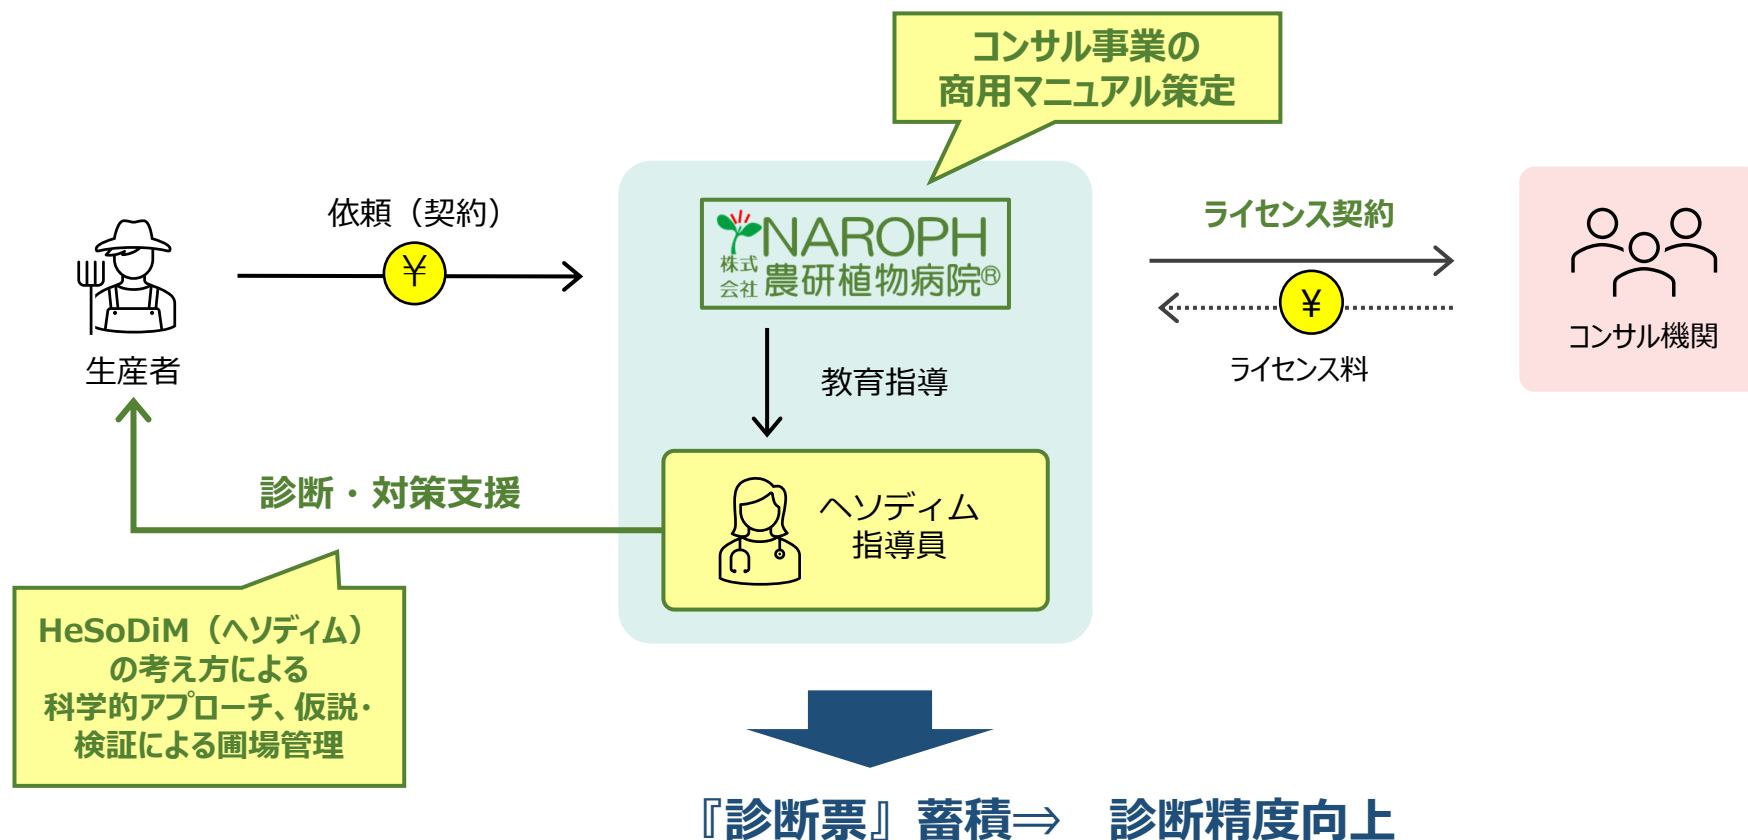 コンサル事業の
商用マニュアル策定
依頼（契約）
¥
生産者
NAROPH
株式
会社
農研植物病院®
教育指導
ヘソディム
指導員
ライセンス契約
¥
ライセンス料
コンサル機関
診断・対策支援
HeSoDiM（ヘソディム）
の考え方による
科学的アプローチ、仮説・
検証による圃場管理
『診断票』蓄積⇒　診断精度向上